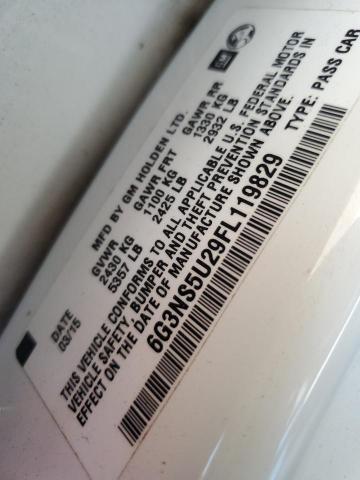 GM
MFD BY GM HOLDEN LTD.
DATE GVWR GAWR FRT GAWR RR
03/15 2430 KG 1100 KG 1330 KG
5357 LB 2425 LB 2932 LB
THIS VEHICLE CONFORMS TO ALL APPLICABLE U.S. FEDERAL MOTOR
VEHICLE SAFETY, BUMPER AND THEFT PREVENTION STANDARDS IN
EFFECT ON THE DATE OF MANUFACTURE SHOWN ABOVE.
6G3NS5U29FL119829
TYPE: PASS CAR